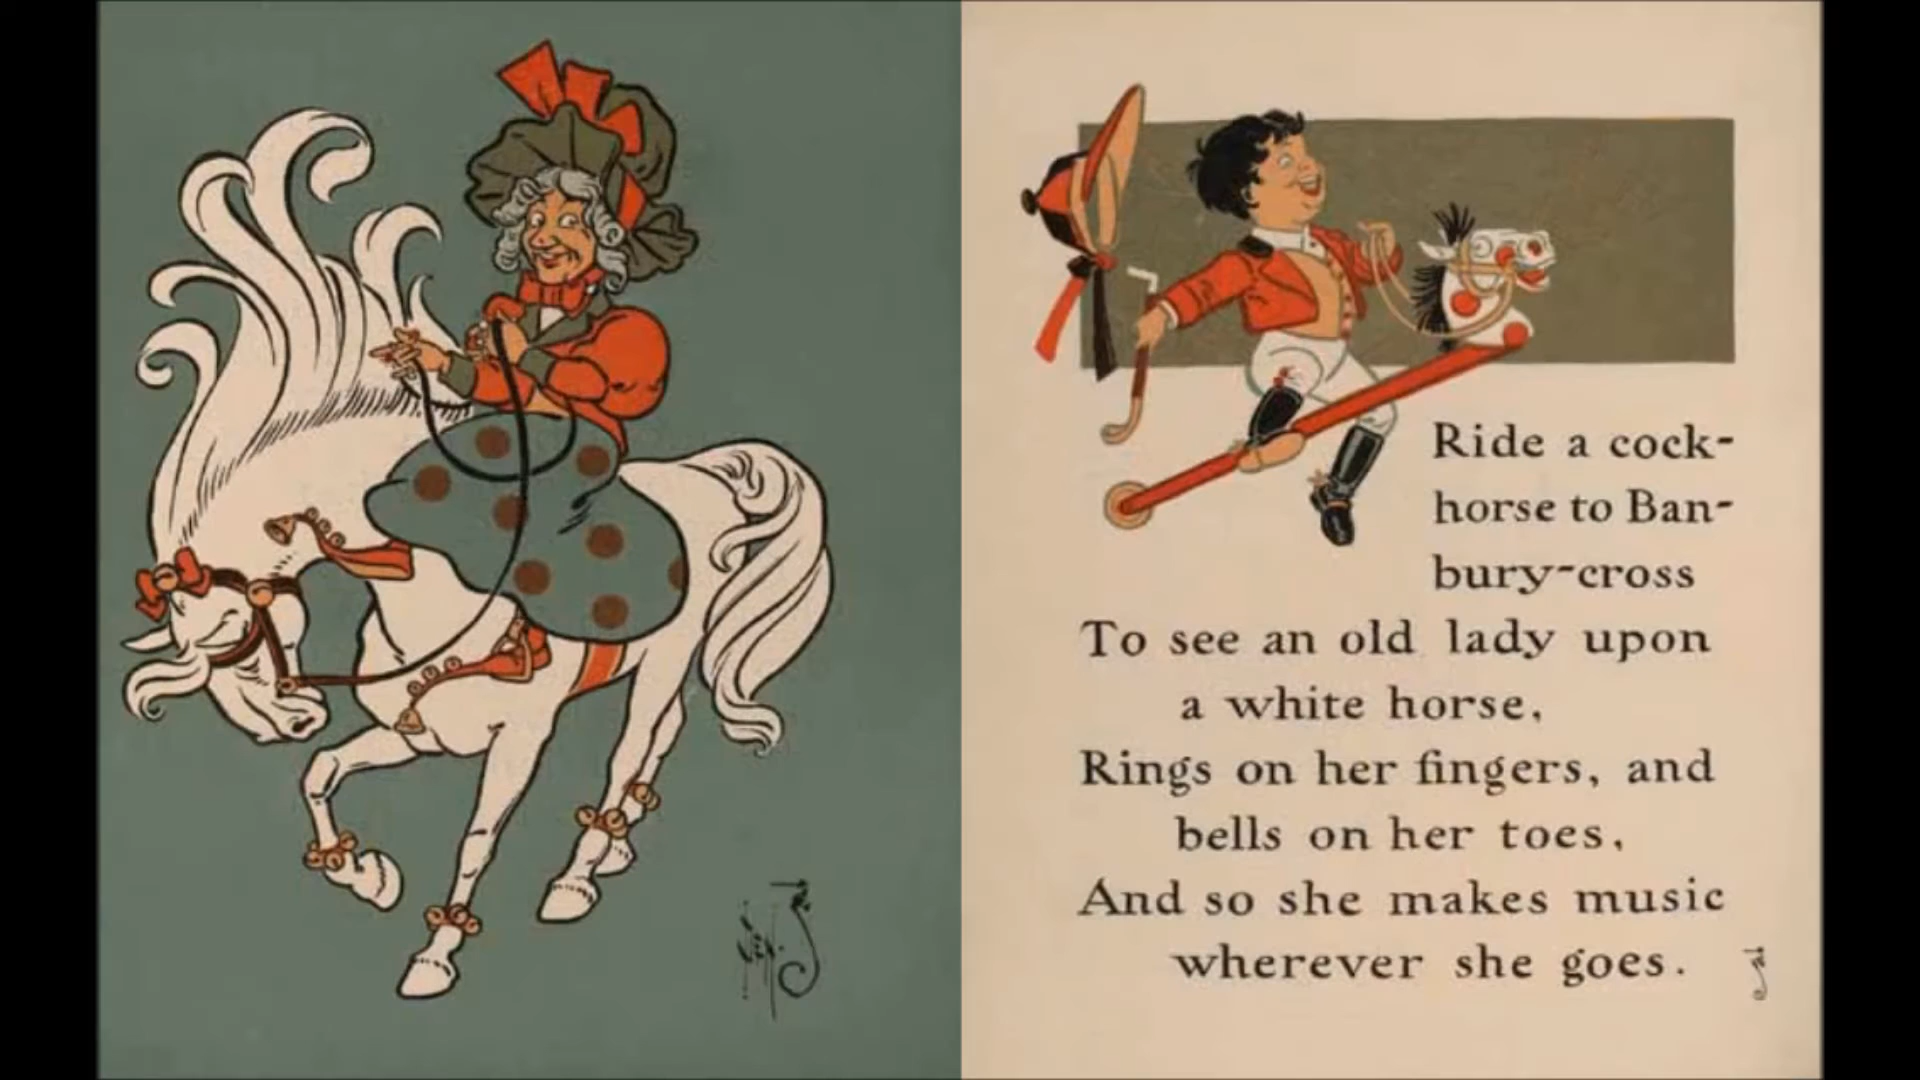 Ride a cock-
horse to Ban-
bury-cross
To see an old lady upon
a white horse,
Rings on her fingers, and
bells on her toes,
And so she makes music
wherever she goes.